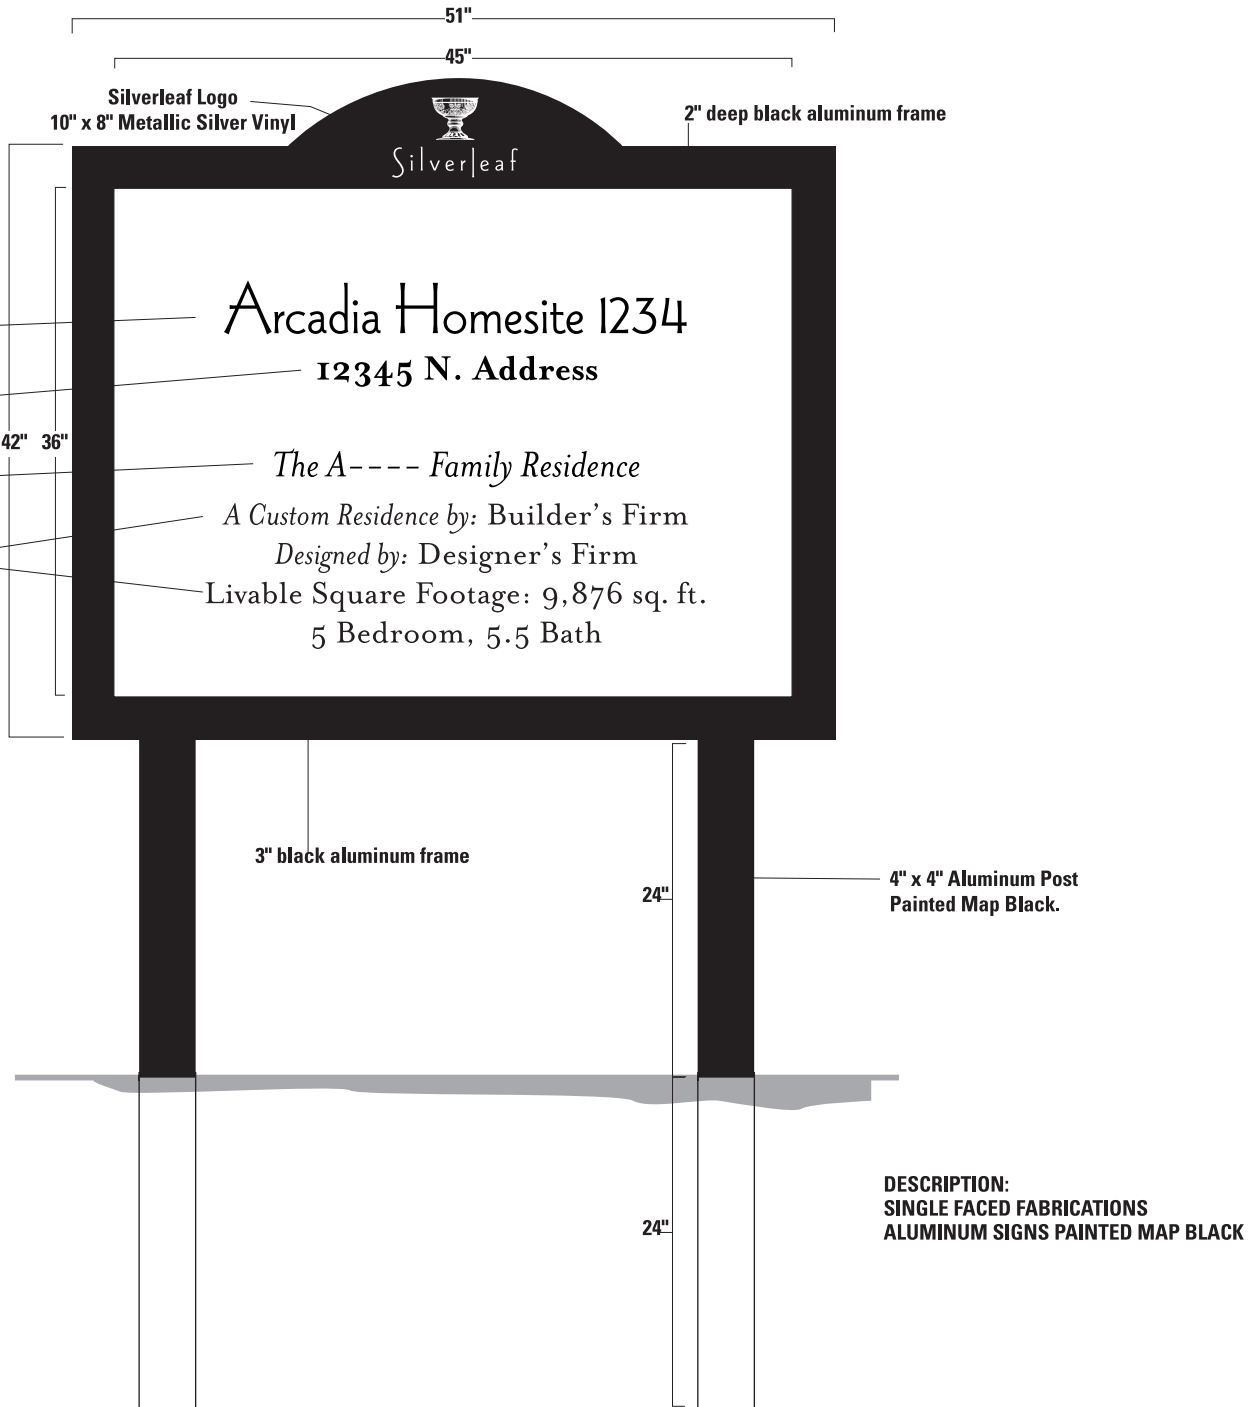 51"
45"
Silverleaf Logo
10" x 8" Metallic Silver Vinyl
2" deep black aluminum frame
Silverleaf
Arcadia Homesite 1234
12345 N. Address
42" 36"
The A---- Family Residence
A Custom Residence by: Builder’s Firm
Designed by: Designer’s Firm
Livable Square Footage: 9,876 sq. ft.
5 Bedroom, 5.5 Bath
3" black aluminum frame
24"
4" x 4" Aluminum Post
Painted Map Black.
24"
DESCRIPTION:
SINGLE FACED FABRICATIONS
ALUMINUM SIGNS PAINTED MAP BLACK